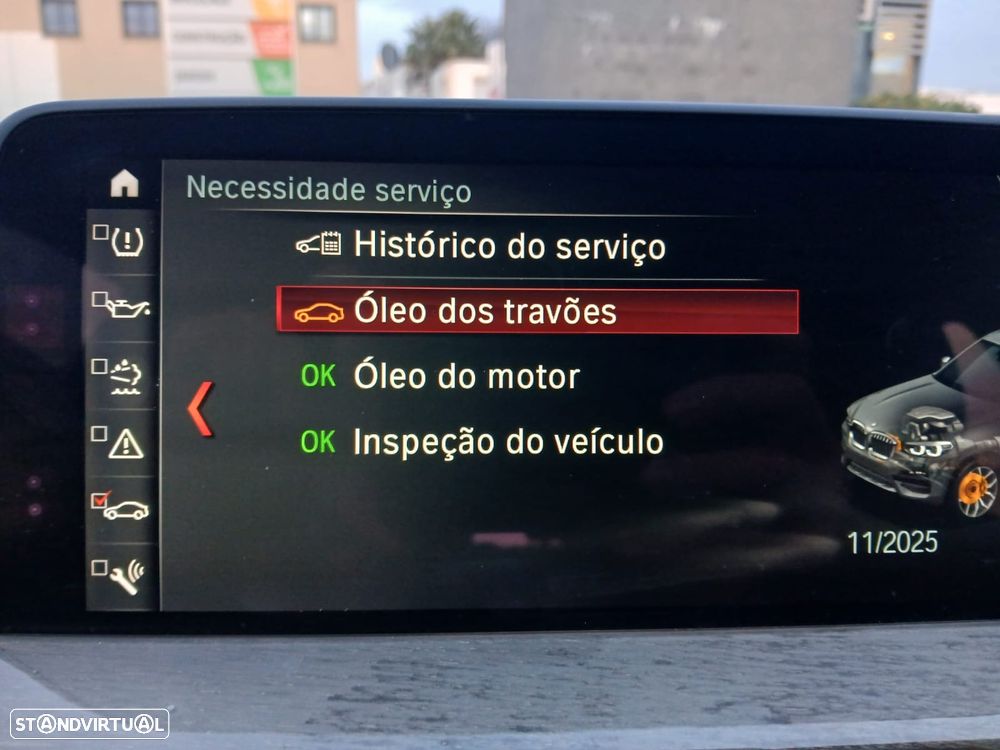 Necessidade serviço
Histórico do serviço
Óleo dos travões
OK Óleo do motor
OK Inspeção do veículo
11/2025
STANDVIRTUAL